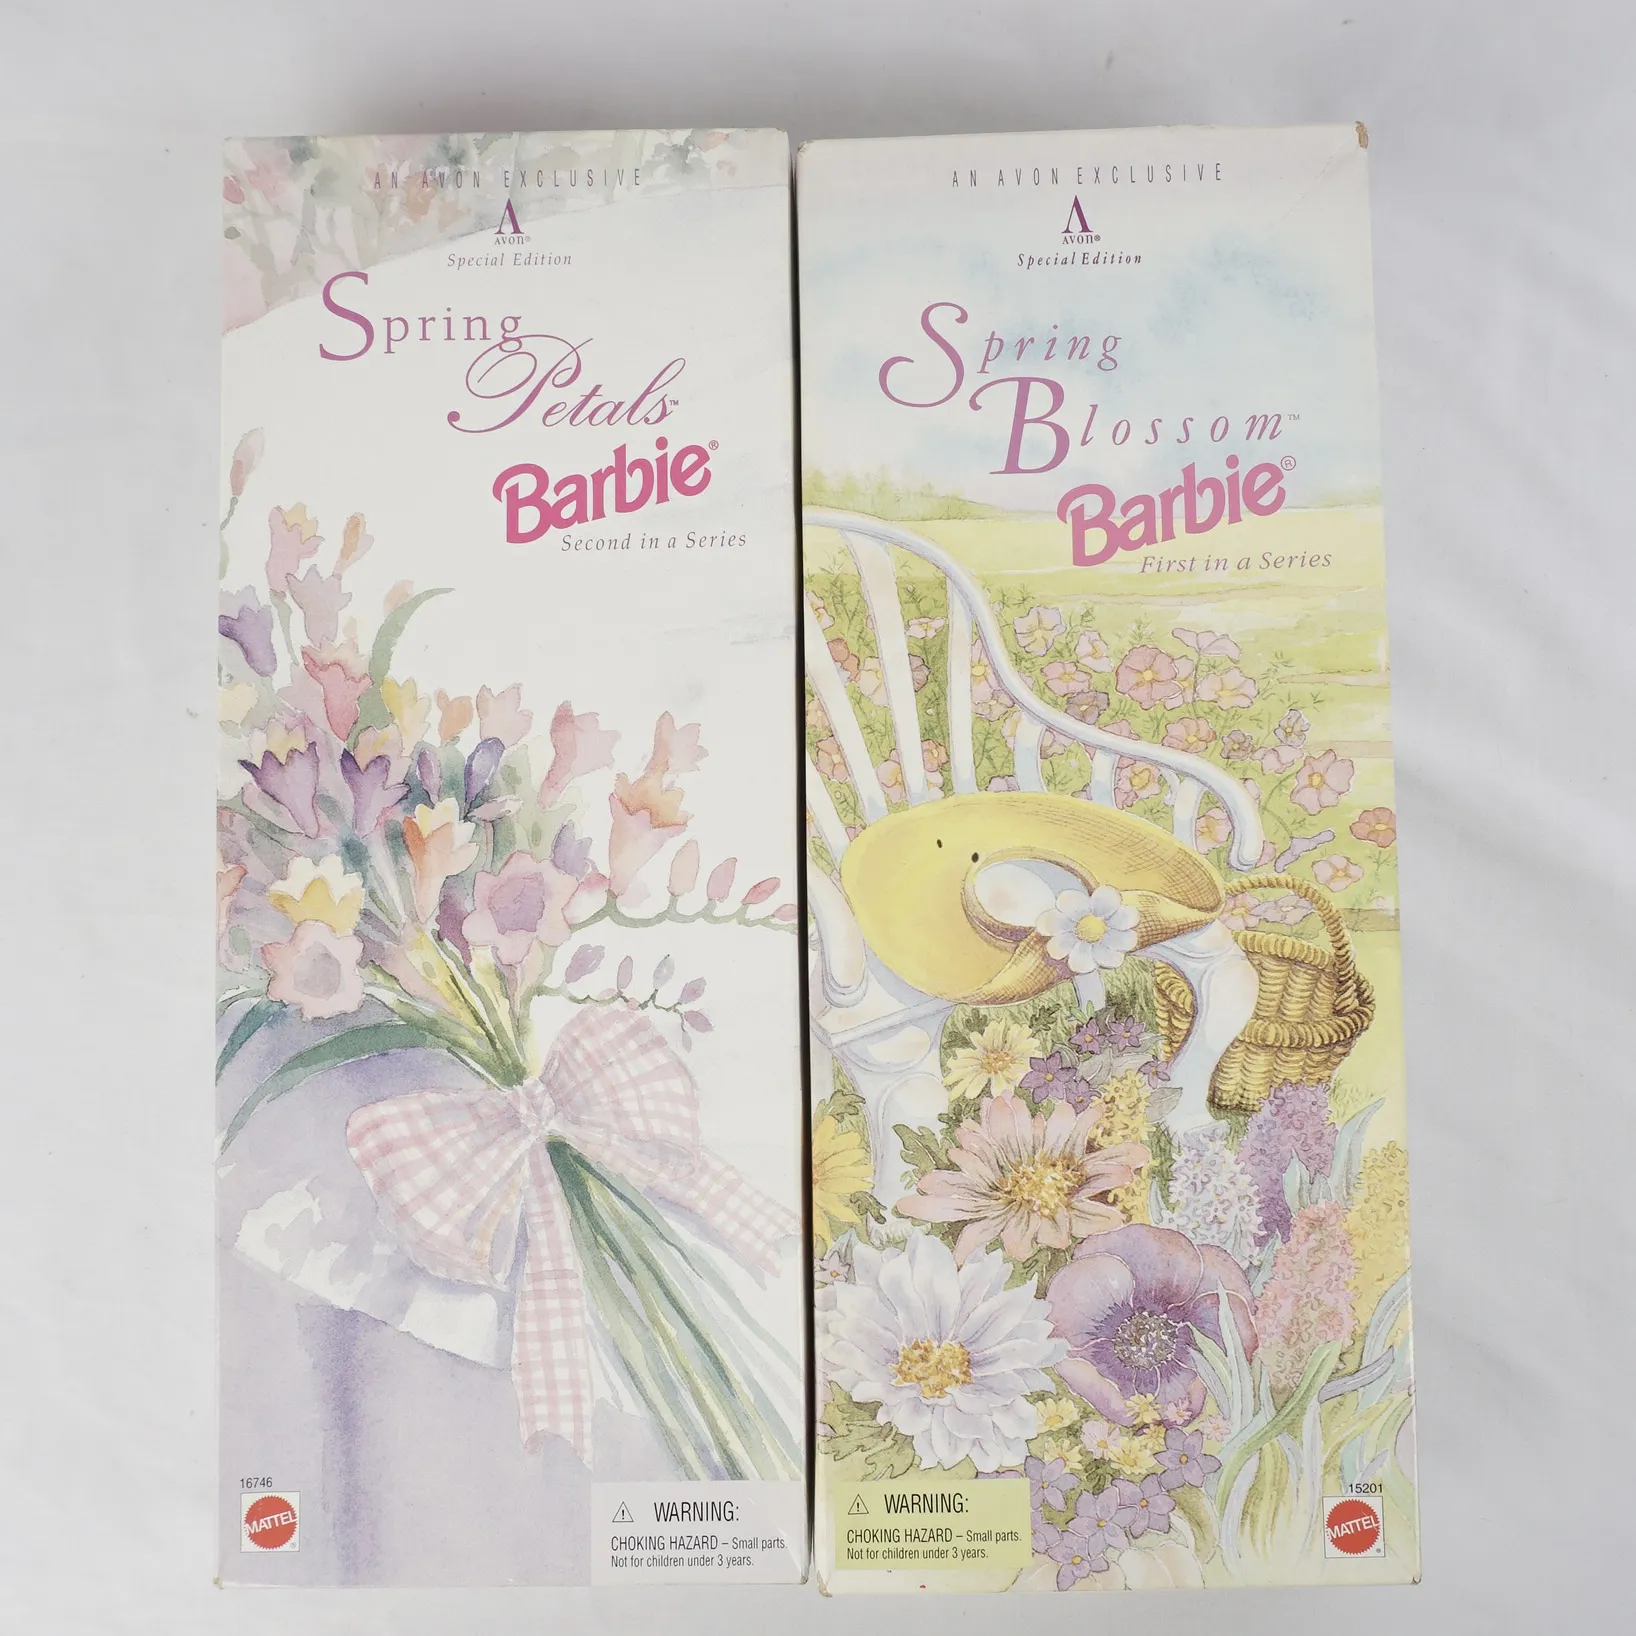 AN AVON EXCLUSIVE
AVON®
Special Edition
Spring
Petals™
Barbie®
Second in a Series
16746
MATTEL®
⚠ WARNING:
CHOKING HAZARD – Small parts.
Not for children under 3 years.
AN AVON EXCLUSIVE
AVON®
Special Edition
Spring
Blossom™
Barbie®
First in a Series
⚠ WARNING:
CHOKING HAZARD – Small parts.
Not for children under 3 years.
15201
MATTEL®